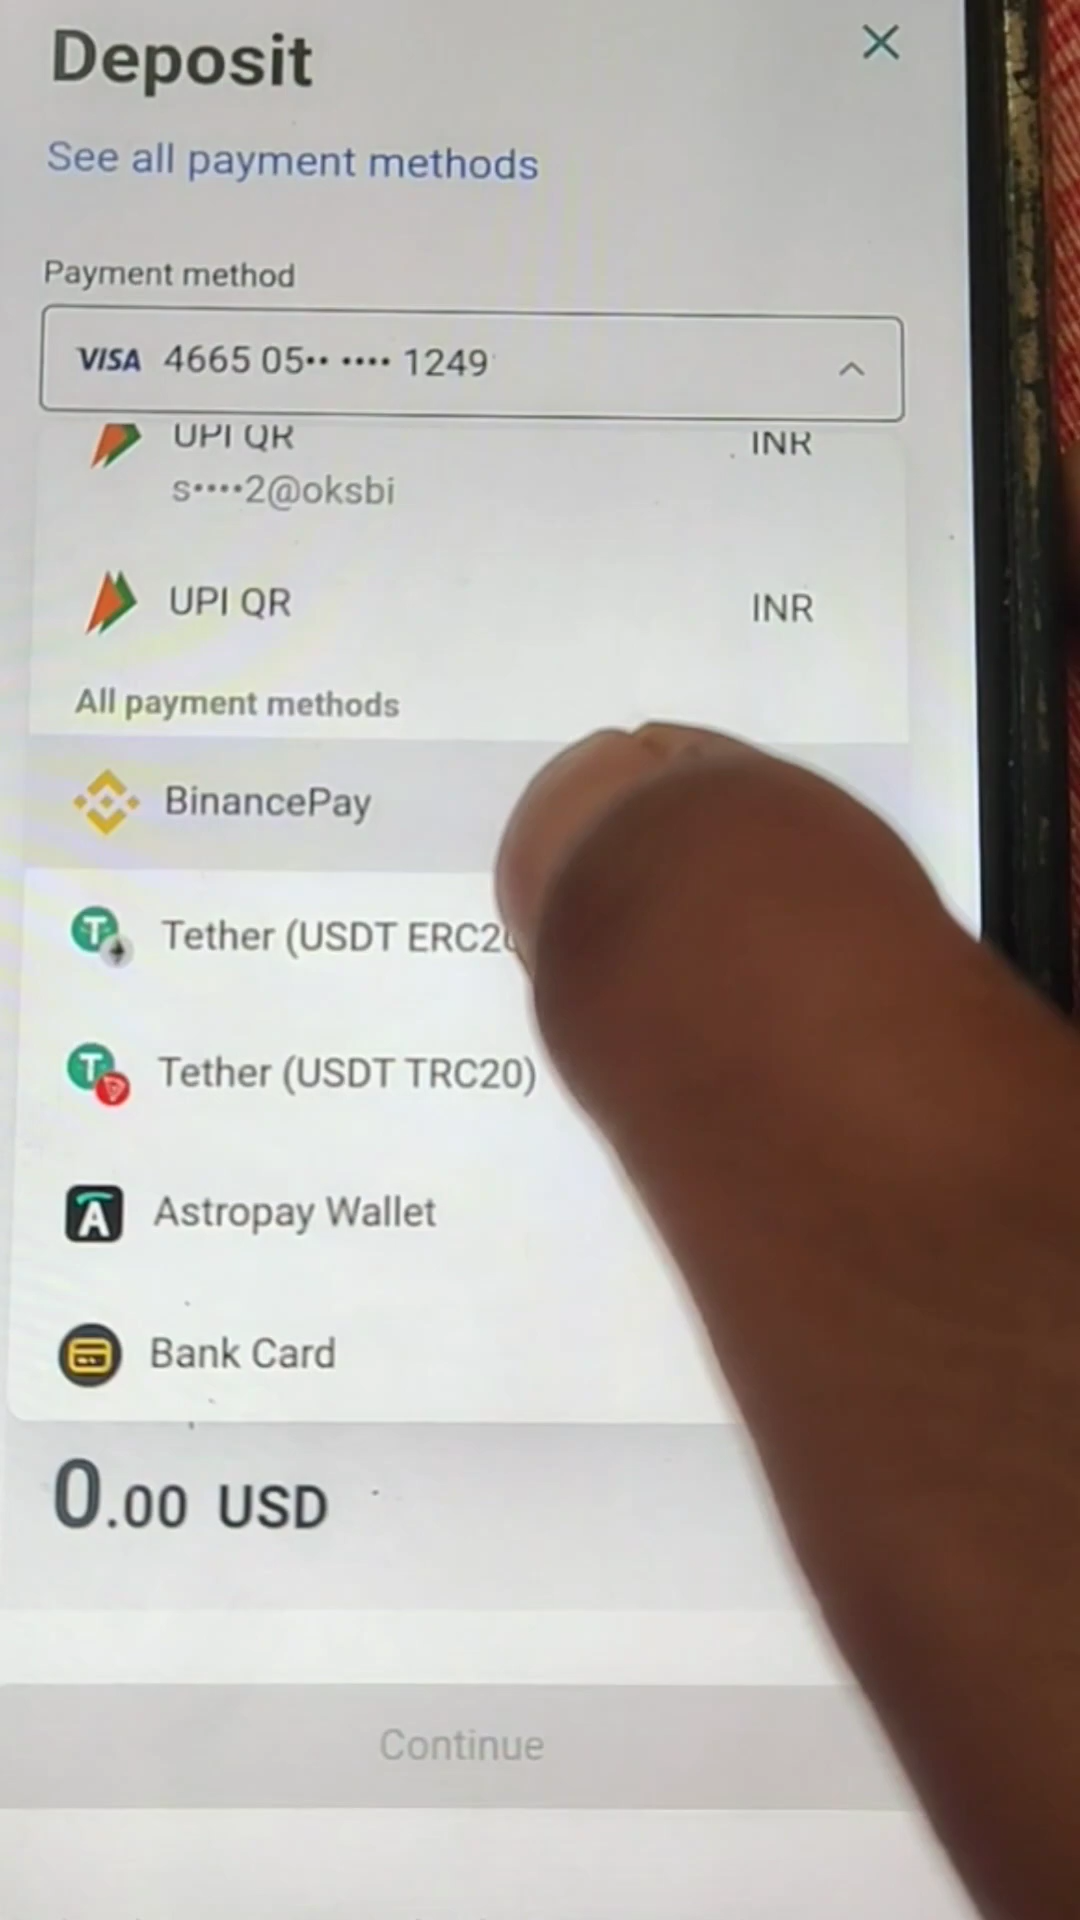 Deposit
See all payment methods
Payment method
VISA 4665 05•• •••• 1249
UPI QR INR
s••••2@oksbi
UPI QR INR
All payment methods
BinancePay
Tether (USDT ERC20
Tether (USDT TRC20)
Astropay Wallet
Bank Card
0.00 USD
Continue